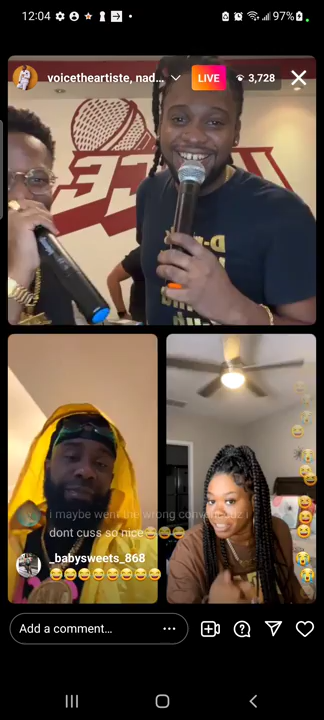 12:04
97%
voicetheartiste, nad...
LIVE
3,728
i maybe went the wrong convent
dont cuss so nice😂😂😂
_babysweets_868
😂😂😂😂😂😂😂😂
Add a comment...